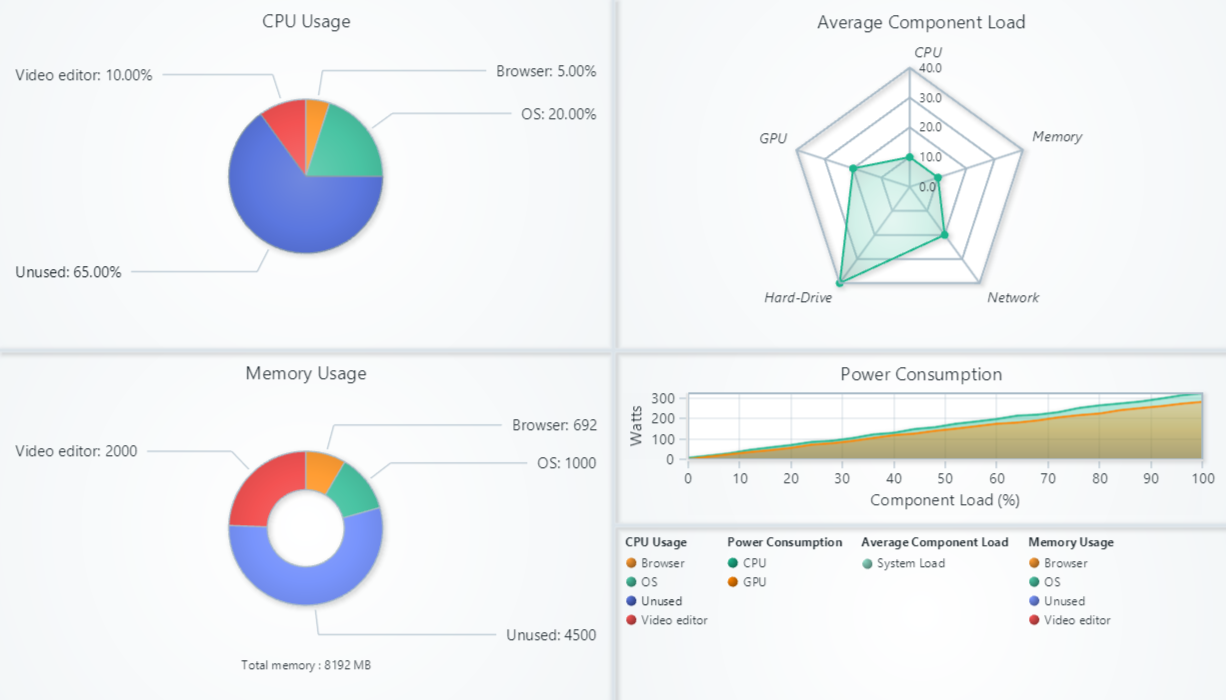 CPU Usage
Video editor: 10.00%
Browser: 5.00%
OS: 20.00%
Unused: 65.00%
Average Component Load
CPU
40.0
30.0
20.0
10.0
0.0
GPU
Memory
Hard-Drive
Network
Memory Usage
Browser: 692
Video editor: 2000
OS: 1000
Unused: 4500
Total memory : 8192 MB
Power Consumption
Watts
300
200
100
0
0 10 20 30 40 50 60 70 80 90 100
Component Load (%)
CPU Usage
Browser
OS
Unused
Video editor
Power Consumption
CPU
GPU
Average Component Load
System Load
Memory Usage
Browser
OS
Unused
Video editor